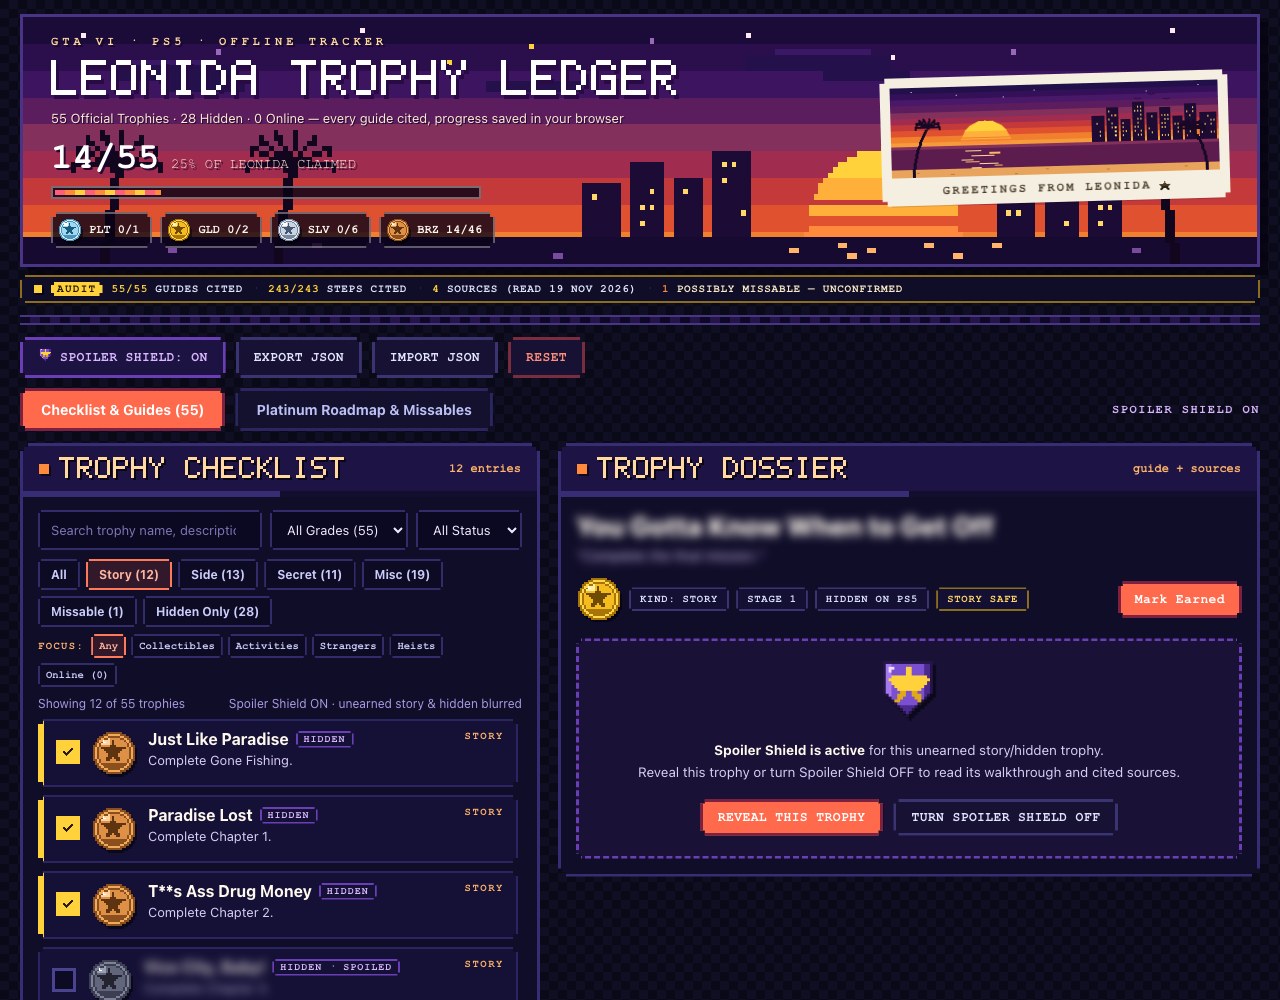 GTA VI · PS5 · OFFLINE TRACKER
LEONIDA TROPHY LEDGER
55 Official Trophies · 28 Hidden · 0 Online — every guide cited, progress saved in your browser
14/55 25% OF LEONIDA CLAIMED
PLT 0/1 GLD 0/2 SLV 0/6 BRZ 14/46
GREETINGS FROM LEONIDA ★
AUDIT 55/55 GUIDES CITED · 243/243 STEPS CITED · 4 SOURCES (READ 19 NOV 2026) · 1 POSSIBLY MISSABLE — UNCONFIRMED
SPOILER SHIELD: ON EXPORT JSON IMPORT JSON RESET
Checklist & Guides (55) Platinum Roadmap & Missables SPOILER SHIELD ON
TROPHY CHECKLIST 12 entries
Search trophy name, descriptic All Grades (55) All Status
All Story (12) Side (13) Secret (11) Misc (19)
Missable (1) Hidden Only (28)
FOCUS: Any Collectibles Activities Strangers Heists
Online (0)
Showing 12 of 55 trophies Spoiler Shield ON · unearned story & hidden blurred
Just Like Paradise HIDDEN STORY
Complete Gone Fishing.
Paradise Lost HIDDEN STORY
Complete Chapter 1.
T**s Ass Drug Money HIDDEN STORY
Complete Chapter 2.
HIDDEN · SPOILED STORY
TROPHY DOSSIER guide + sources
You Gotta Know When to Get Off
KIND: STORY STAGE 1 HIDDEN ON PS5 STORY SAFE Mark Earned
Spoiler Shield is active for this unearned story/hidden trophy.
Reveal this trophy or turn Spoiler Shield OFF to read its walkthrough and cited sources.
REVEAL THIS TROPHY TURN SPOILER SHIELD OFF